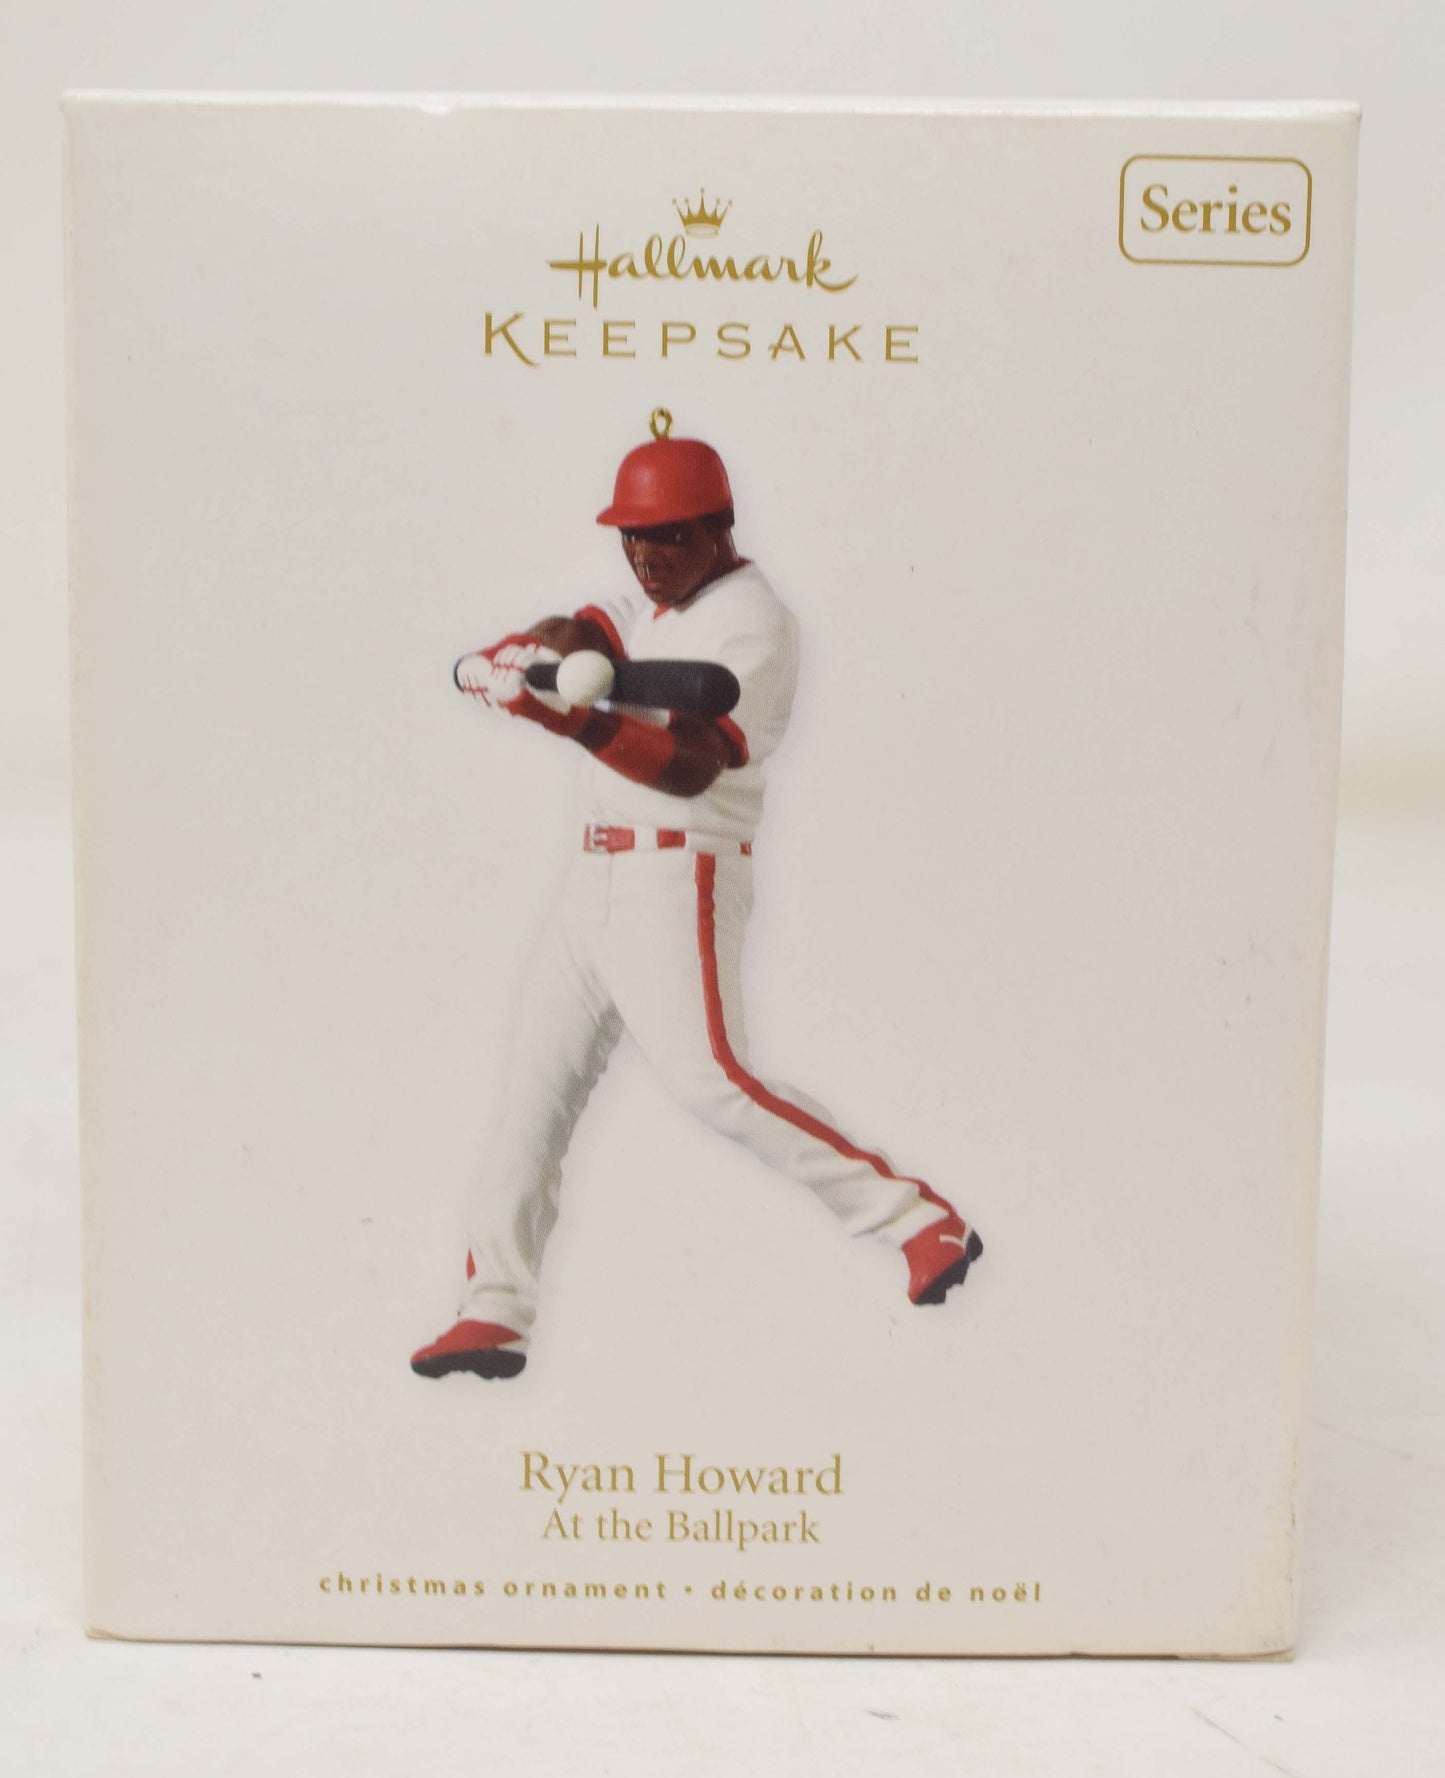 Series
Hallmark
KEEPSAKE
Ryan Howard
At the Ballpark
christmas ornament • décoration de noël